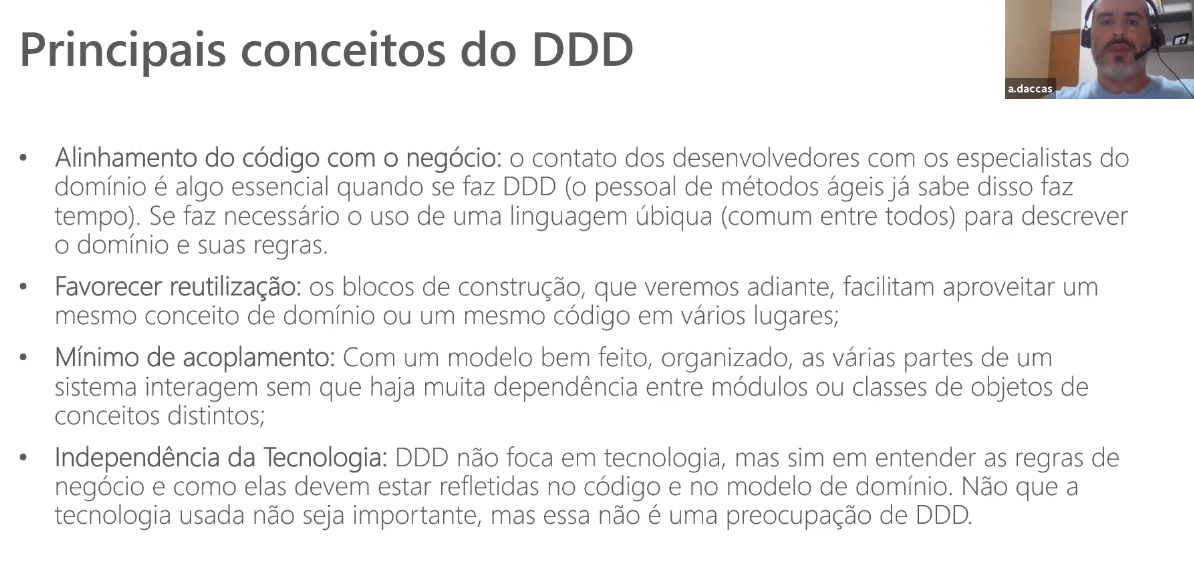 Principais conceitos do DDD
a.daccas
• Alinhamento do código com o negócio: o contato dos desenvolvedores com os especialistas do
domínio é algo essencial quando se faz DDD (o pessoal de métodos ágeis já sabe disso faz
tempo). Se faz necessário o uso de uma linguagem úbiqua (comum entre todos) para descrever
o domínio e suas regras.
• Favorecer reutilização: os blocos de construção, que veremos adiante, facilitam aproveitar um
mesmo conceito de domínio ou um mesmo código em vários lugares;
• Mínimo de acoplamento: Com um modelo bem feito, organizado, as várias partes de um
sistema interagem sem que haja muita dependência entre módulos ou classes de objetos de
conceitos distintos;
• Independência da Tecnologia: DDD não foca em tecnologia, mas sim em entender as regras de
negócio e como elas devem estar refletidas no código e no modelo de domínio. Não que a
tecnologia usada não seja importante, mas essa não é uma preocupação de DDD.